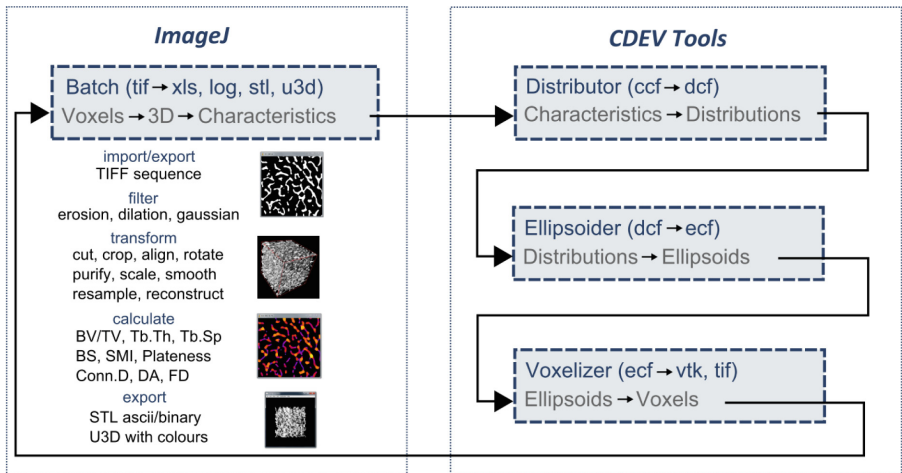 ImageJ
Batch (tif→xls, log, stl, u3d)
Voxels→3D→Characteristics
import/export
TIFF sequence
filter
erosion, dilation, gaussian
transform
cut, crop, align, rotate
purify, scale, smooth
resample, reconstruct
calculate
BV/TV, Tb.Th, Tb.Sp
BS, SMI, Plateness
Conn.D, DA, FD
export
STL ascii/binary
U3D with colours
CDEV Tools
Distributor (ccf→dcf)
Characteristics→Distributions
Ellipsoider (dcf→ecf)
Distributions→Ellipsoids
Voxelizer (ecf→vtk, tif)
Ellipsoids→Voxels